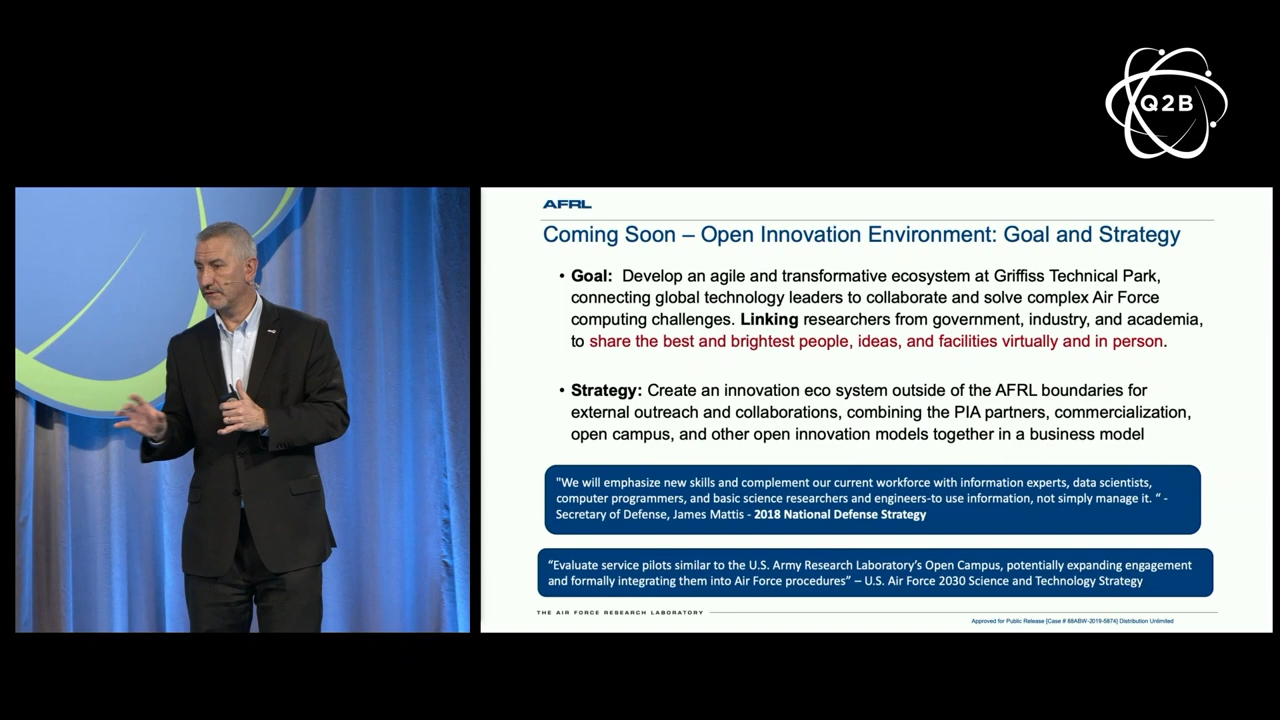 Q2B
AFRL
Coming Soon – Open Innovation Environment: Goal and Strategy
• Goal: Develop an agile and transformative ecosystem at Griffiss Technical Park,
connecting global technology leaders to collaborate and solve complex Air Force
computing challenges. Linking researchers from government, industry, and academia,
to share the best and brightest people, ideas, and facilities virtually and in person.
• Strategy: Create an innovation eco system outside of the AFRL boundaries for
external outreach and collaborations, combining the PIA partners, commercialization,
open campus, and other open innovation models together in a business model
"We will emphasize new skills and complement our current workforce with information experts, data scientists,
computer programmers, and basic science researchers and engineers-to use information, not simply manage it. “ -
Secretary of Defense, James Mattis - 2018 National Defense Strategy
“Evaluate service pilots similar to the U.S. Army Research Laboratory’s Open Campus, potentially expanding engagement
and formally integrating them into Air Force procedures” – U.S. Air Force 2030 Science and Technology Strategy
THE AIR FORCE RESEARCH LABORATORY
Approved for Public Release [Case # 88ABW-2019-5874] Distribution Unlimited